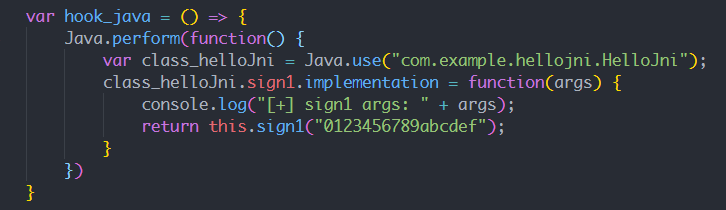 var hook_java = () => {
    Java.perform(function() {
        var class_helloJni = Java.use("com.example.hellojni.HelloJni");
        class_helloJni.sign1.implementation = function(args) {
            console.log("[+] sign1 args: " + args);
            return this.sign1("0123456789abcdef");
        }
    })
}